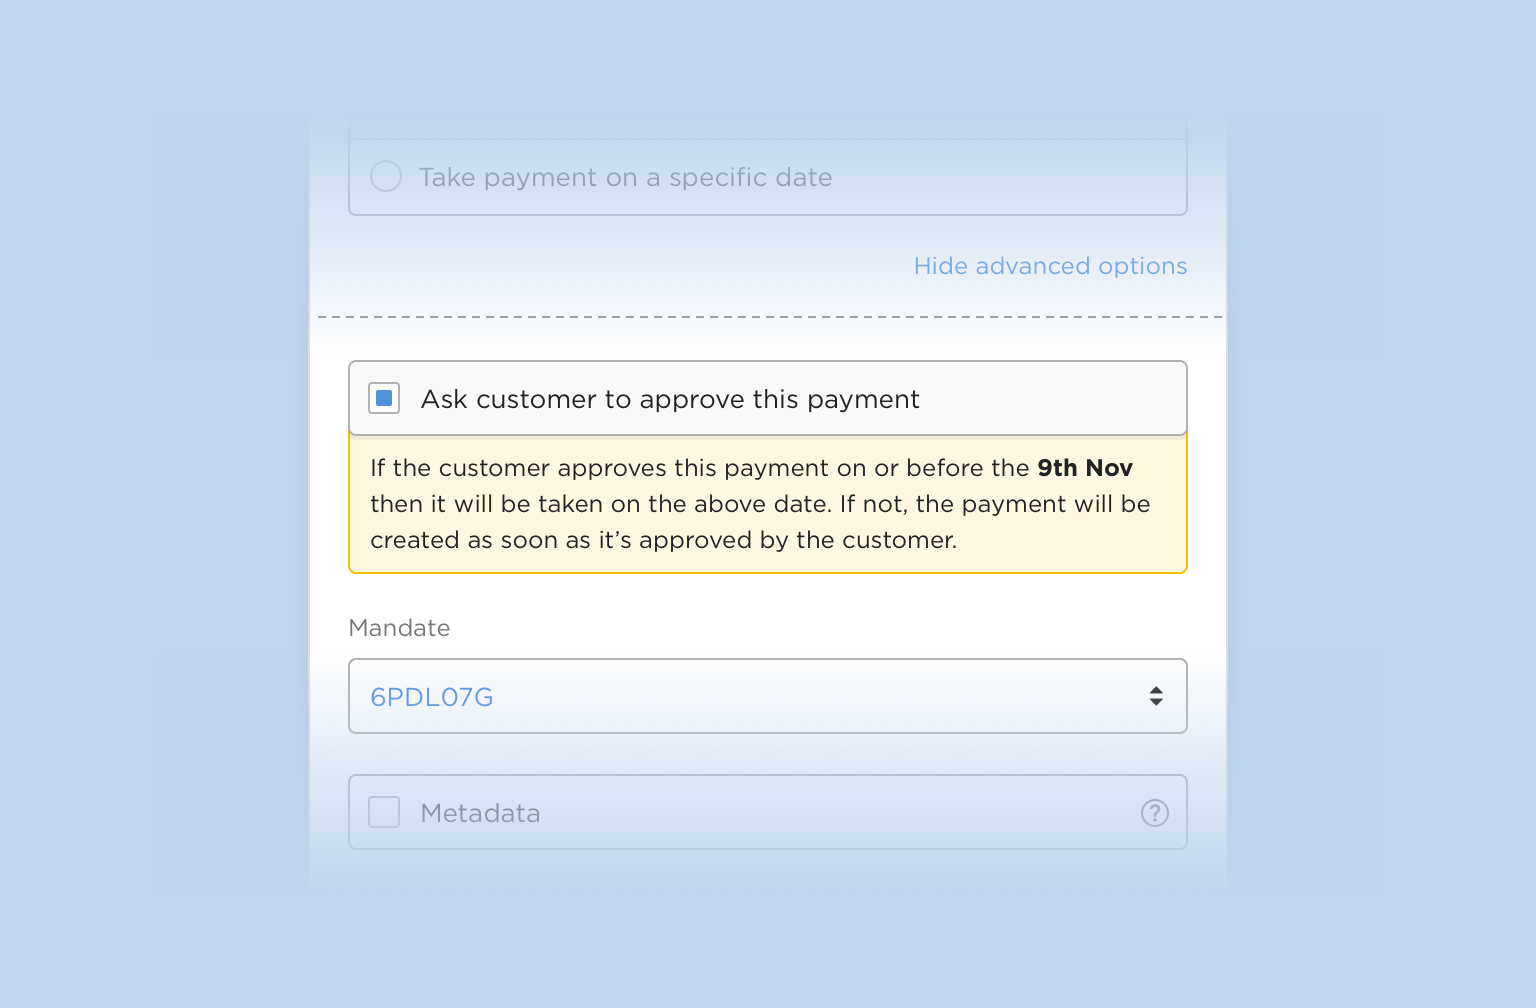 Take payment on a specific date
Hide advanced options
Ask customer to approve this payment
If the customer approves this payment on or before the 9th Nov
then it will be taken on the above date. If not, the payment will be
created as soon as it’s approved by the customer.
Mandate
6PDL07G
Metadata
?